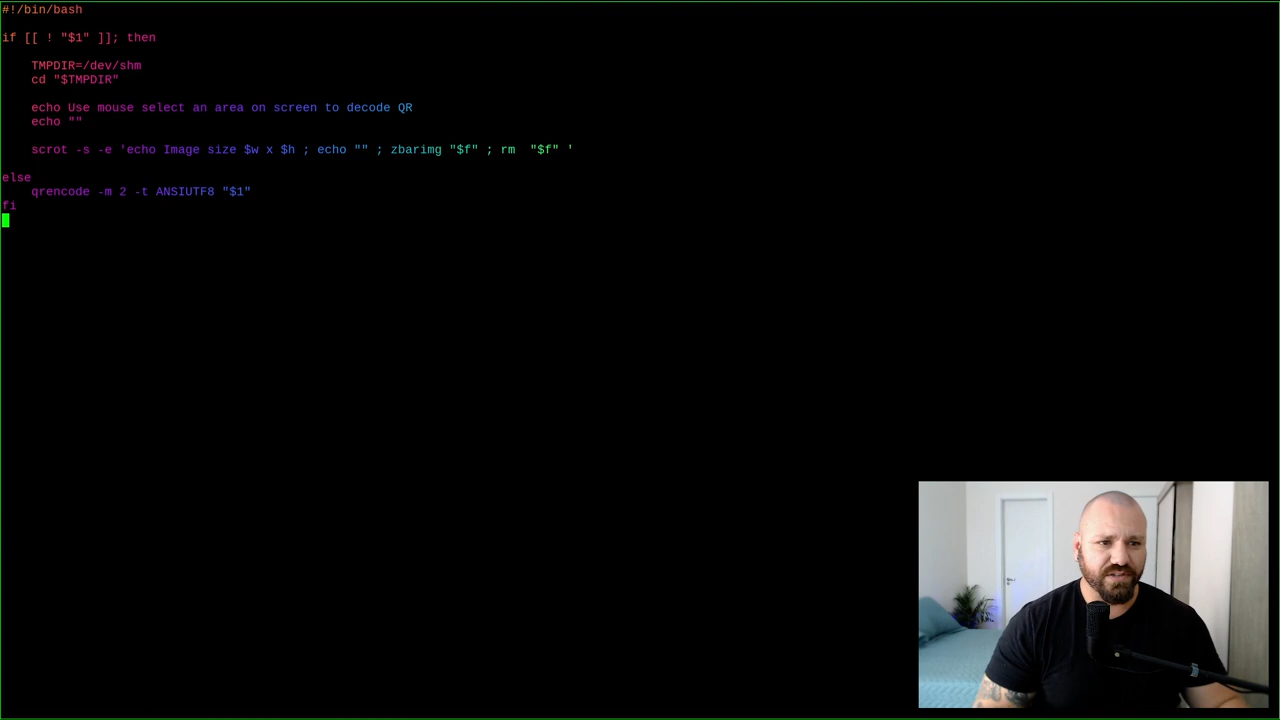 #!/bin/bash
if [[ ! "$1" ]]; then
TMPDIR=/dev/shm
cd "$TMPDIR"
echo Use mouse select an area on screen to decode QR
echo ""
scrot -s -e 'echo Image size $w x $h ; echo "" ; zbarimg "$f" ; rm  "$f" '
else
qrencode -m 2 -t ANSIUTF8 "$1"
fi